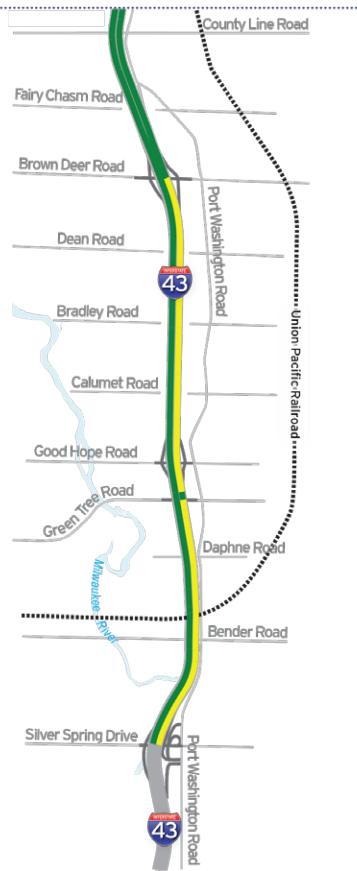 County Line Road
Fairy Chasm Road
Brown Deer Road
Port Washington Road
Dean Road
INTERSTATE
43
Bradley Road
Union Pacific Railroad
Calumet Road
Good Hope Road
Green Tree Road
Daphne Road
Milwaukee River
Bender Road
Silver Spring Drive
Port Washington Road
INTERSTATE
43